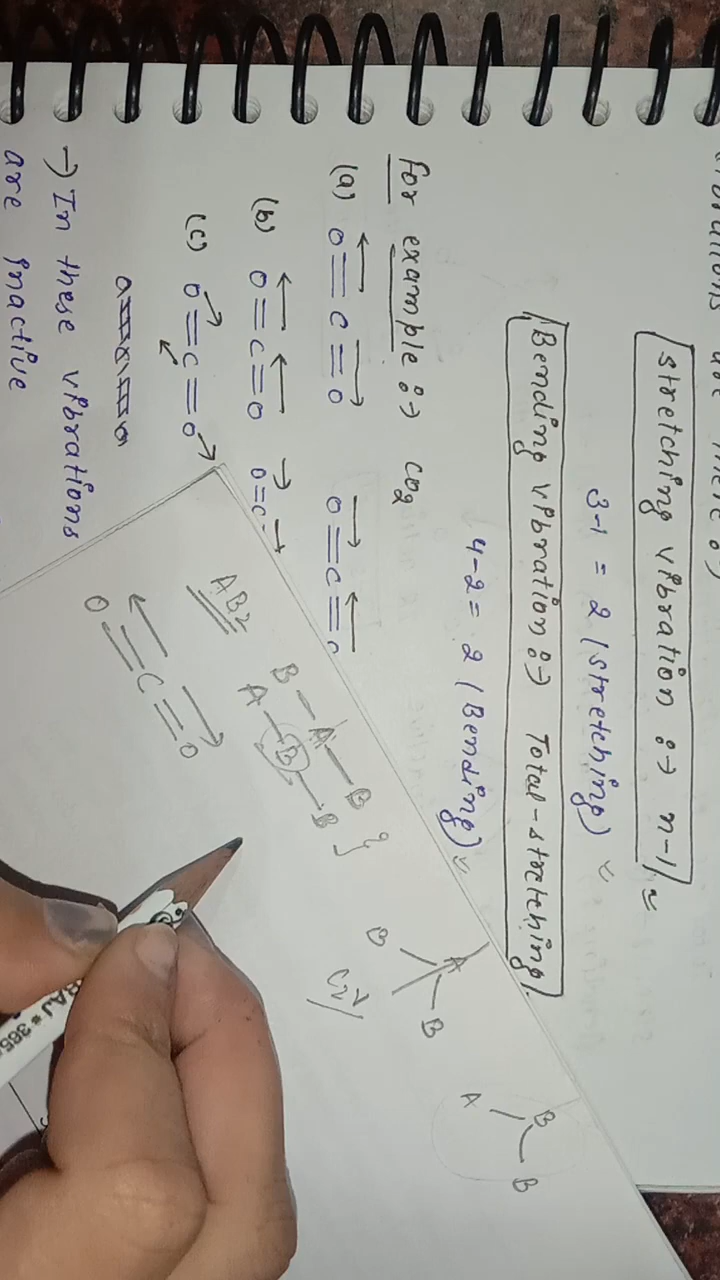 stretching vibration :→ n-1
3-1 = 2 (stretching)
Bending vibration :→ Total-stretching
4-2 = 2 (Bending)
for example :→ CO2
(a) O=C=O O=C=
(b) O=C=O O=C-
(c) O=C=O
→ In these vibrations
are inactive
AB2
B-A-B
A-B-B }
O=C=O
B A B
C2v
A B B